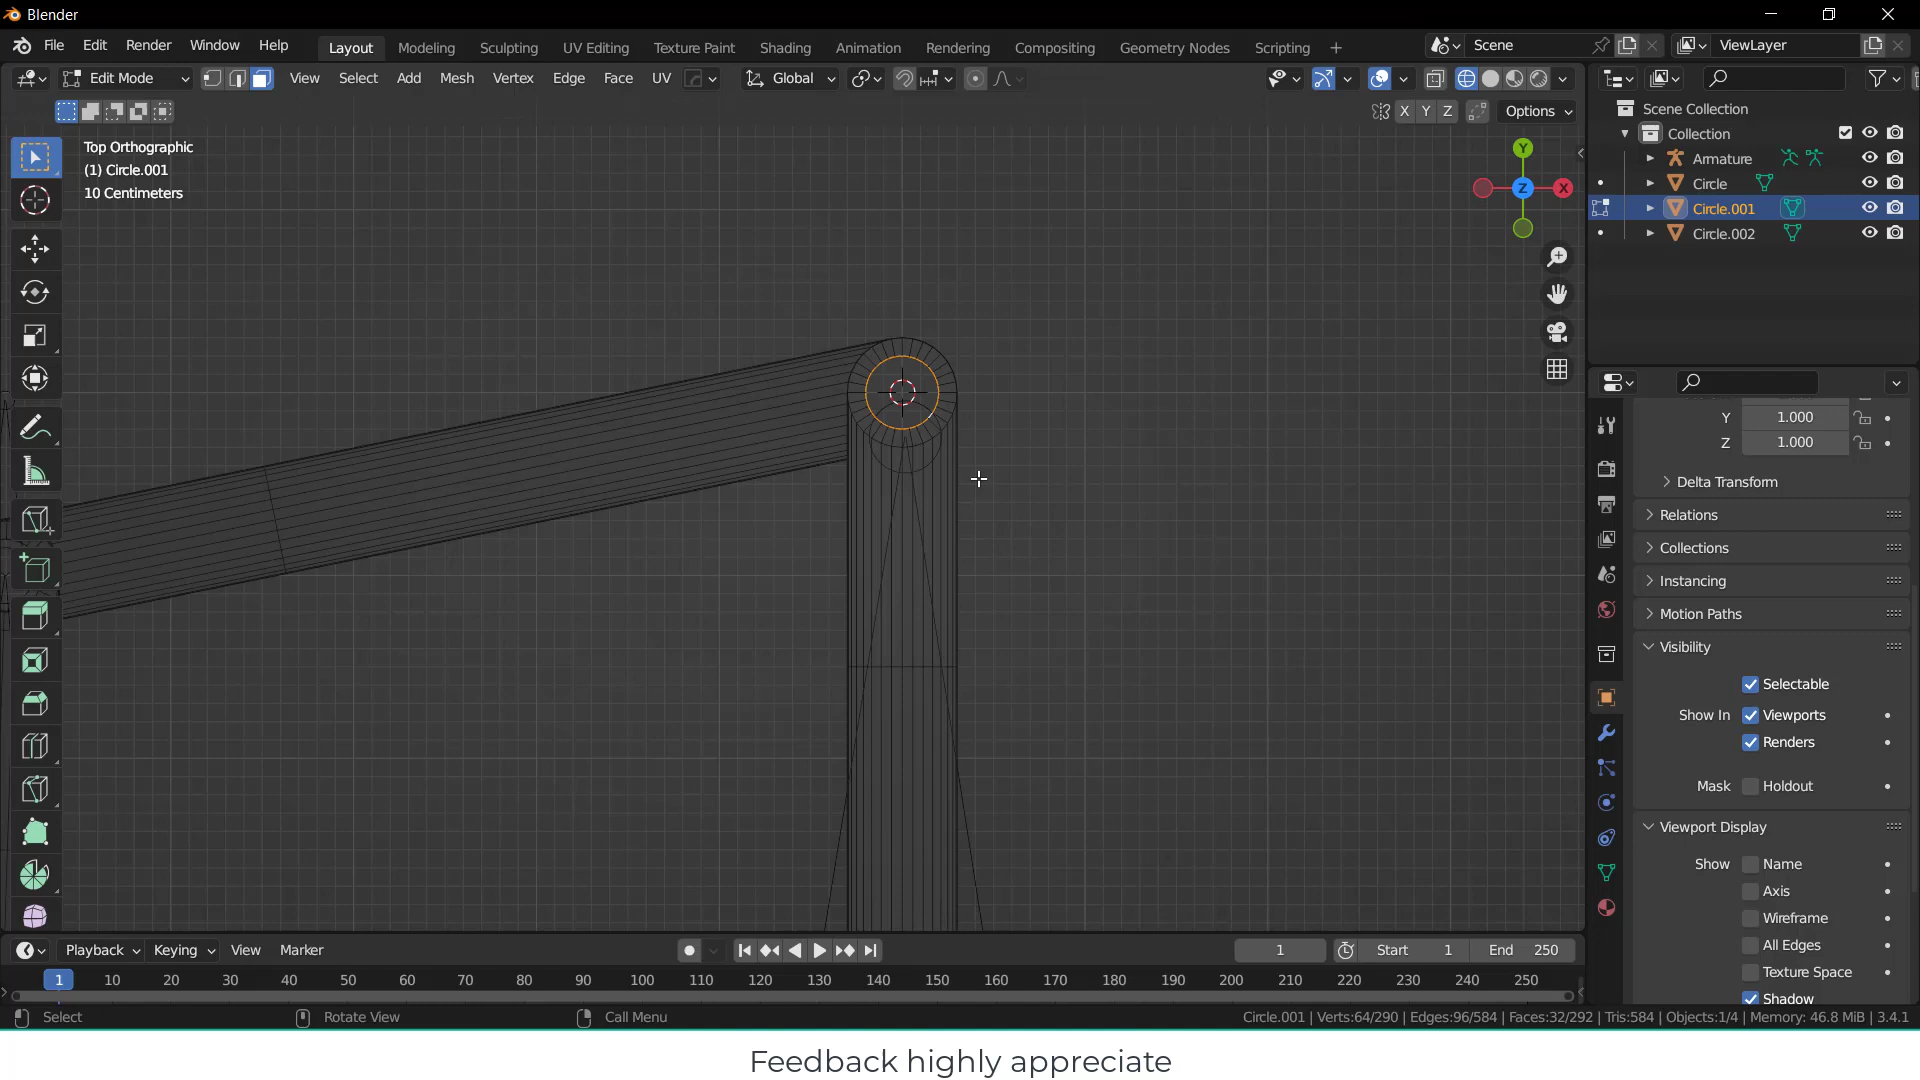 Blender
File Edit Render Window Help Layout Modeling Sculpting UV Editing Texture Paint Shading Animation Rendering Compositing Geometry Nodes Scripting + Scene ViewLayer
Edit Mode View Select Add Mesh Vertex Edge Face UV Global
X Y Z Options
Top Orthographic
(1) Circle.001
10 Centimeters
Y
Z X
Scene Collection
Collection
Armature
Circle
Circle.001
Circle.002
Y 1.000
Z 1.000
Delta Transform
Relations
Collections
Instancing
Motion Paths
Visibility
Selectable
Show In Viewports
Renders
Mask Holdout
Viewport Display
Show Name
Axis
Wireframe
All Edges
Texture Space
Shadow
Playback Keying View Marker 1 Start 1 End 250
1 10 20 30 40 50 60 70 80 90 100 110 120 130 140 150 160 170 180 190 200 210 220 230 240 250
Select Rotate View Call Menu Circle.001 | Verts:64/290 | Edges:96/584 | Faces:32/292 | Tris:584 | Objects:1/4 | Memory: 46.8 MiB | 3.4.1
Feedback highly appreciate